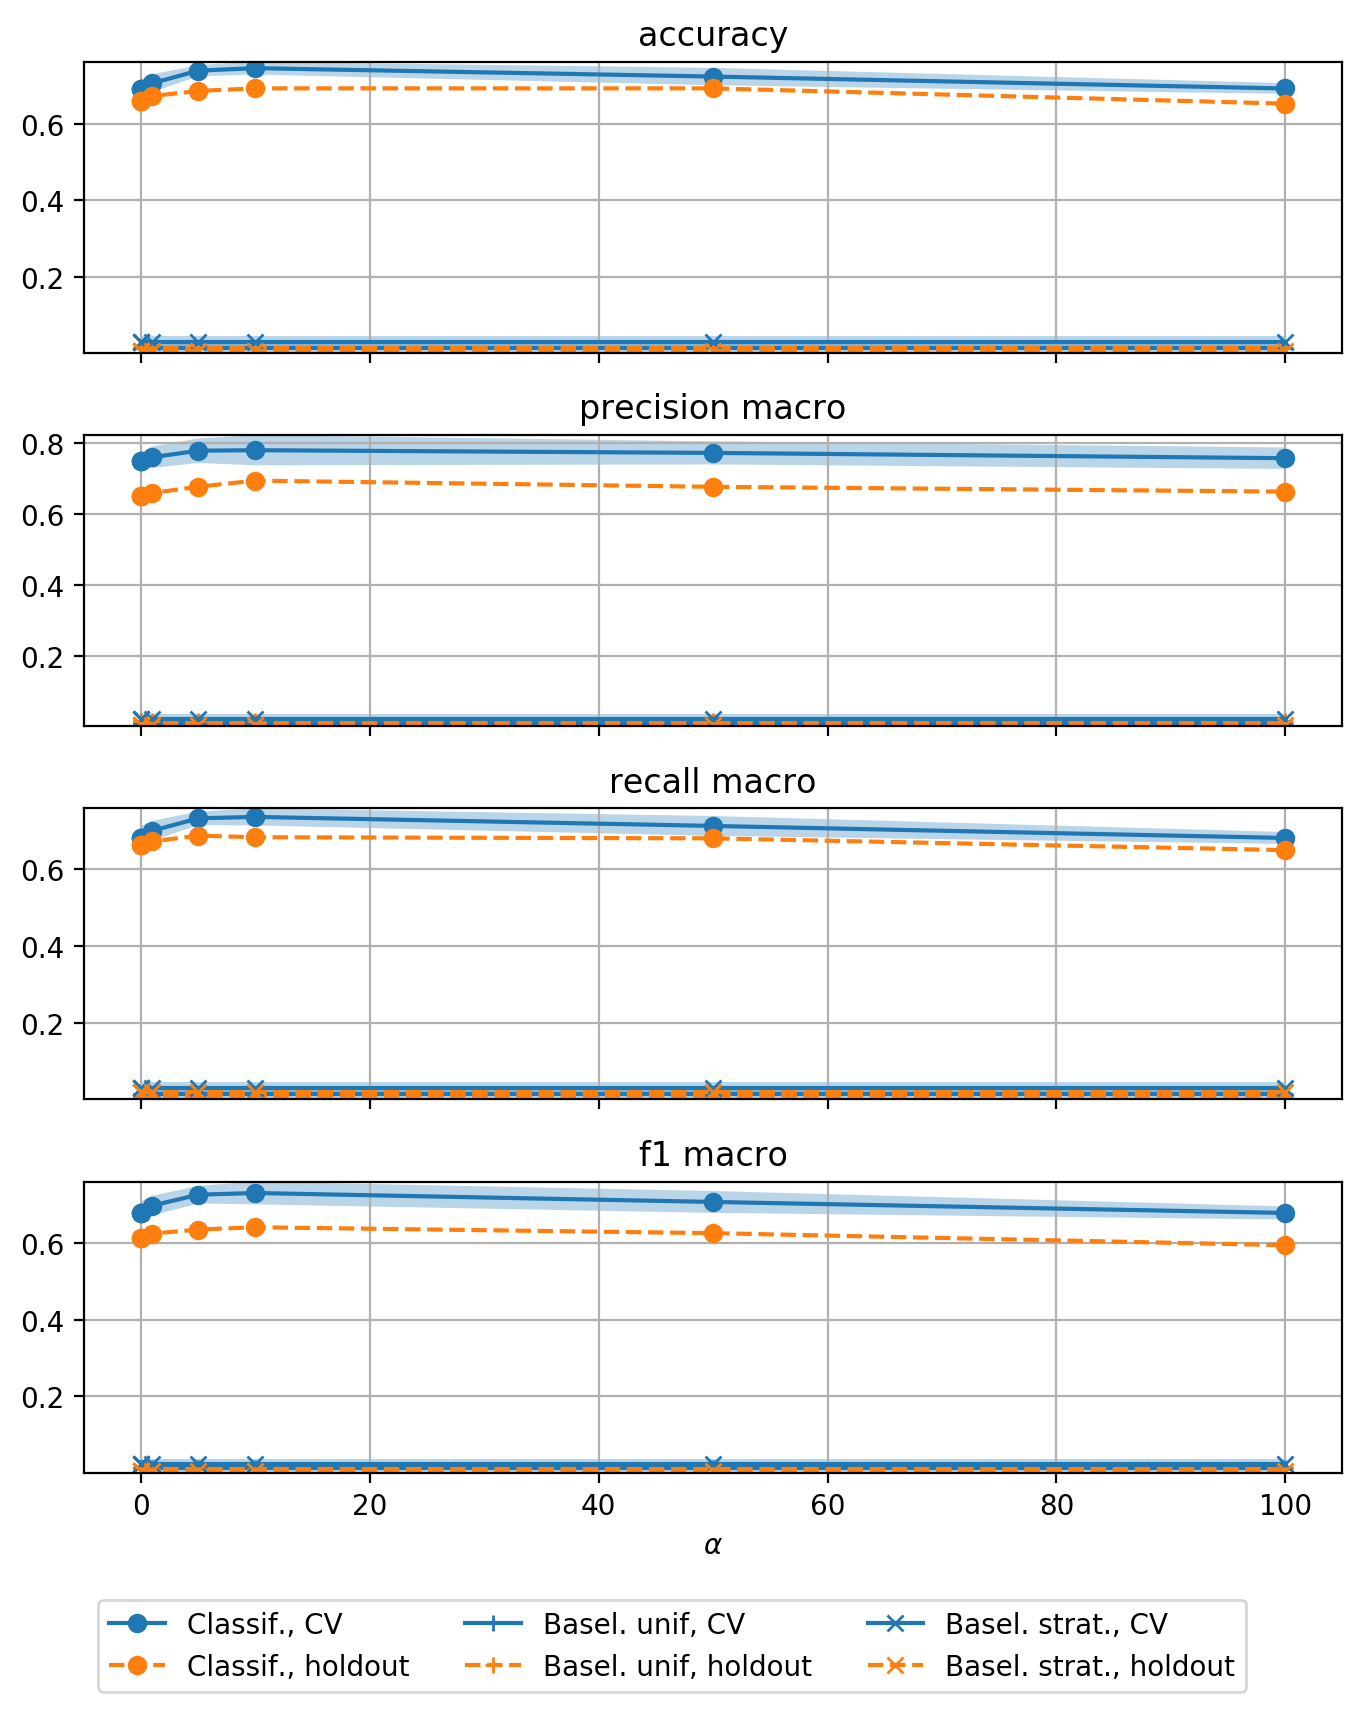 accuracy
0.6
0.4
0.2
precision macro
0.8
0.6
0.4
0.2
recall macro
0.6
0.4
0.2
f1 macro
0.6
0.4
0.2
0 20 40 60 80 100
α
Classif., CV Basel. unif, CV Basel. strat., CV
Classif., holdout Basel. unif, holdout Basel. strat., holdout